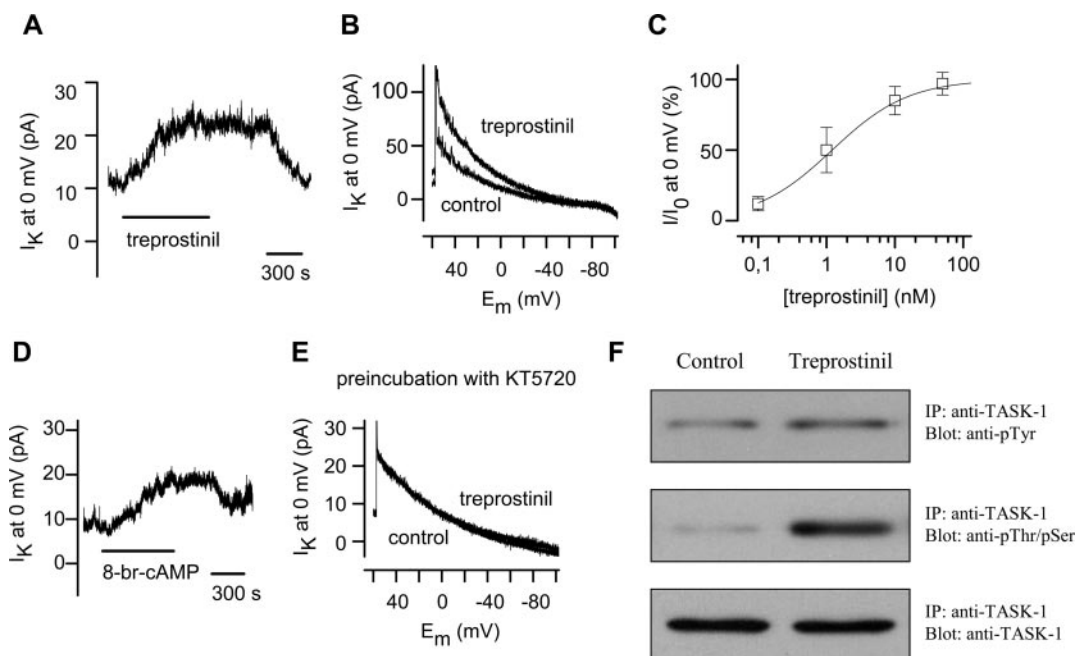 A
I_K at 0 mV (pA)
30
20
10
0
treprostinil
300 s
B
I_K at 0 mV (pA)
100
50
0
treprostinil
control
40 0 -40 -80
E_m (mV)
C
I/I_0 at 0 mV (%)
100
50
0
0,1 1 10 100
[treprostinil] (nM)
D
I_K at 0 mV (pA)
30
20
10
0
8-br-cAMP
300 s
E
preincubation with KT5720
I_K at 0 mV (pA)
30
20
10
0
treprostinil
control
40 0 -40 -80
E_m (mV)
F
Control Treprostinil
IP: anti-TASK-1
Blot: anti-pTyr
IP: anti-TASK-1
Blot: anti-pThr/pSer
IP: anti-TASK-1
Blot: anti-TASK-1